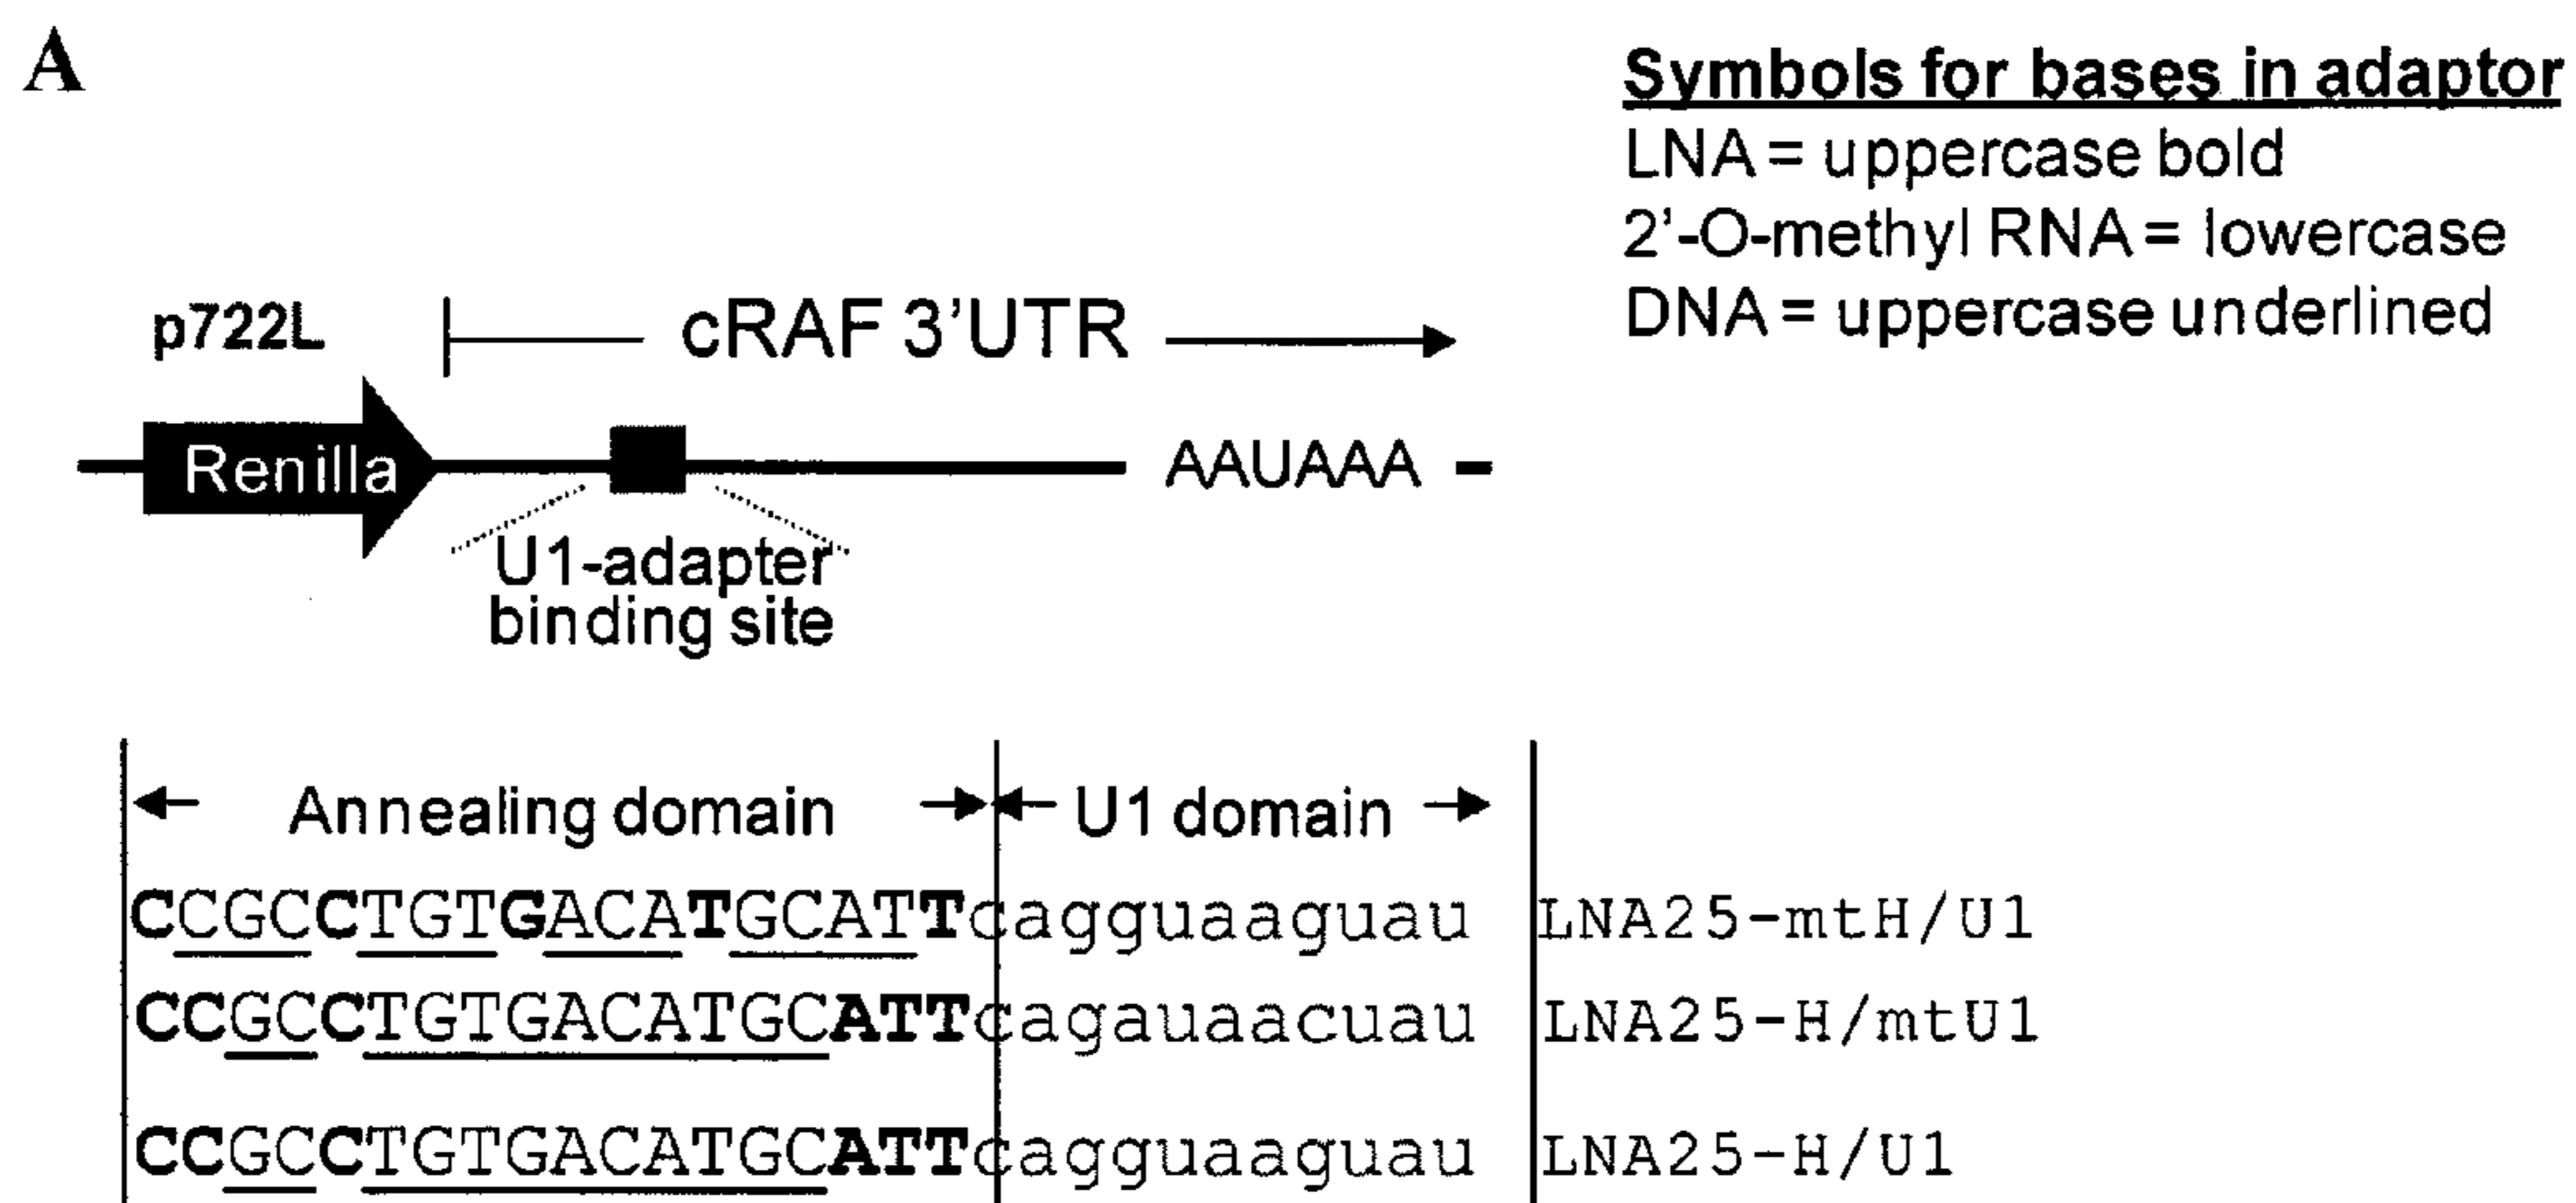 A
Symbols for bases in adaptor
LNA = uppercase bold
2'-O-methyl RNA = lowercase
DNA = uppercase underlined
p722L
cRAF 3'UTR
Renilla
AAUAAA
U1-adapter
binding site
Annealing domain
U1 domain
CCGCCTGTGACATGCATTcagguaaguau LNA25-mtH/U1
CCGCCTGTGACATGCATTcagauaacuau LNA25-H/mtU1
CCGCCTGTGACATGCATTcagguaaguau LNA25-H/U1